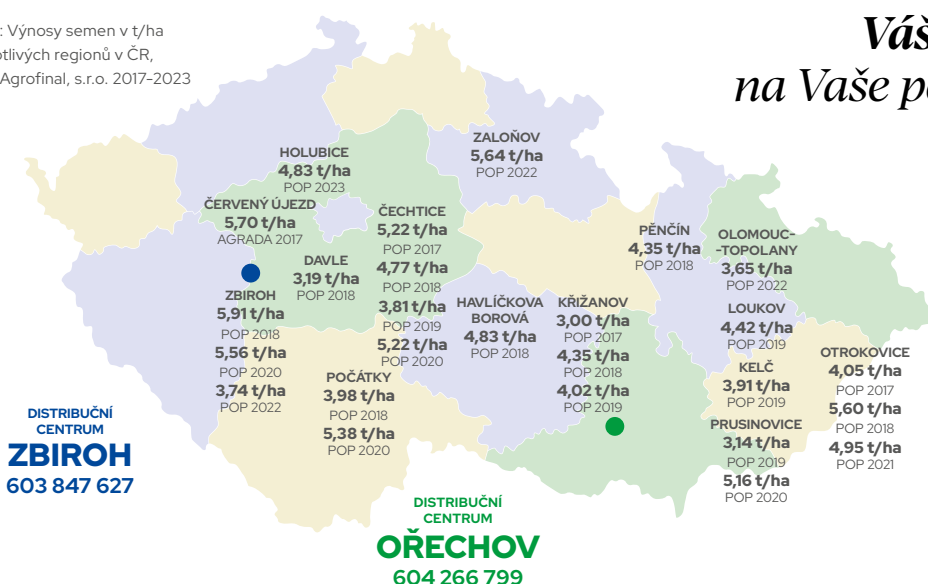 : Výnosy semen v t/ha
otlivých regionů v ČR,
Agrofinal, s.r.o. 2017-2023
Váš
na Vaše
HOLUBICE
4,83 t/ha
POP 2023
ZALOŇOV
5,64 t/ha
POP 2022
ČERVENÝ ÚJEZD
5,70 t/ha
AGRADA 2017
ČECHTICE
5,22 t/ha
POP 2017
4,77 t/ha
POP 2018
3,81 t/ha
POP 2019
5,22 t/ha
POP 2020
DAVLE
3,19 t/ha
POP 2018
PĚNČÍN
4,35 t/ha
POP 2018
OLOMOUC-
-TOPOLANY
3,65 t/ha
POP 2022
ZBIROH
5,91 t/ha
POP 2018
5,56 t/ha
POP 2020
3,74 t/ha
POP 2022
HAVLÍČKOVA
BOROVÁ
4,83 t/ha
POP 2018
KŘIŽANOV
3,00 t/ha
POP 2017
4,35 t/ha
POP 2018
4,02 t/ha
POP 2019
LOUKOV
4,42 t/ha
POP 2019
OTROKOVICE
4,05 t/ha
POP 2017
5,60 t/ha
POP 2018
4,95 t/ha
POP 2021
KELČ
3,91 t/ha
POP 2019
POČÁTKY
3,98 t/ha
POP 2018
5,38 t/ha
POP 2020
PRUSINOVICE
3,14 t/ha
POP 2019
5,16 t/ha
POP 2020
DISTRIBUČNÍ
CENTRUM
ZBIROH
603 847 627
DISTRIBUČNÍ
CENTRUM
OŘECHOV
604 266 799